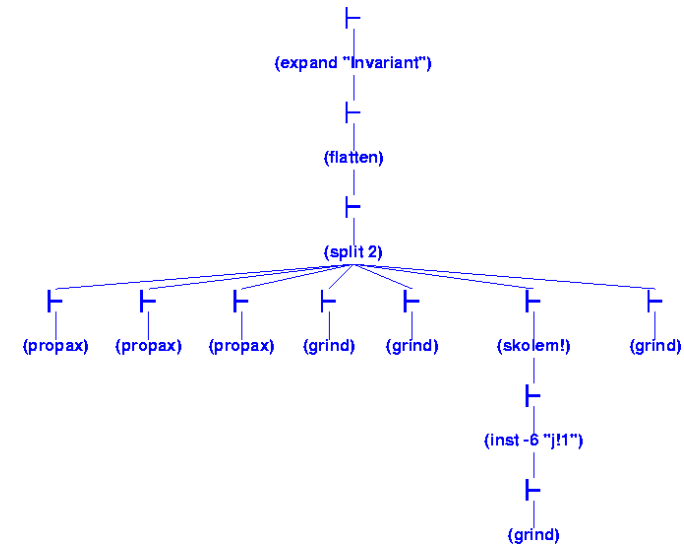 (expand "Invariant")
(flatten)
(split 2)
(propax) (propax) (propax) (grind) (grind) (skolem!) (grind)
(inst -6 "j!1")
(grind)